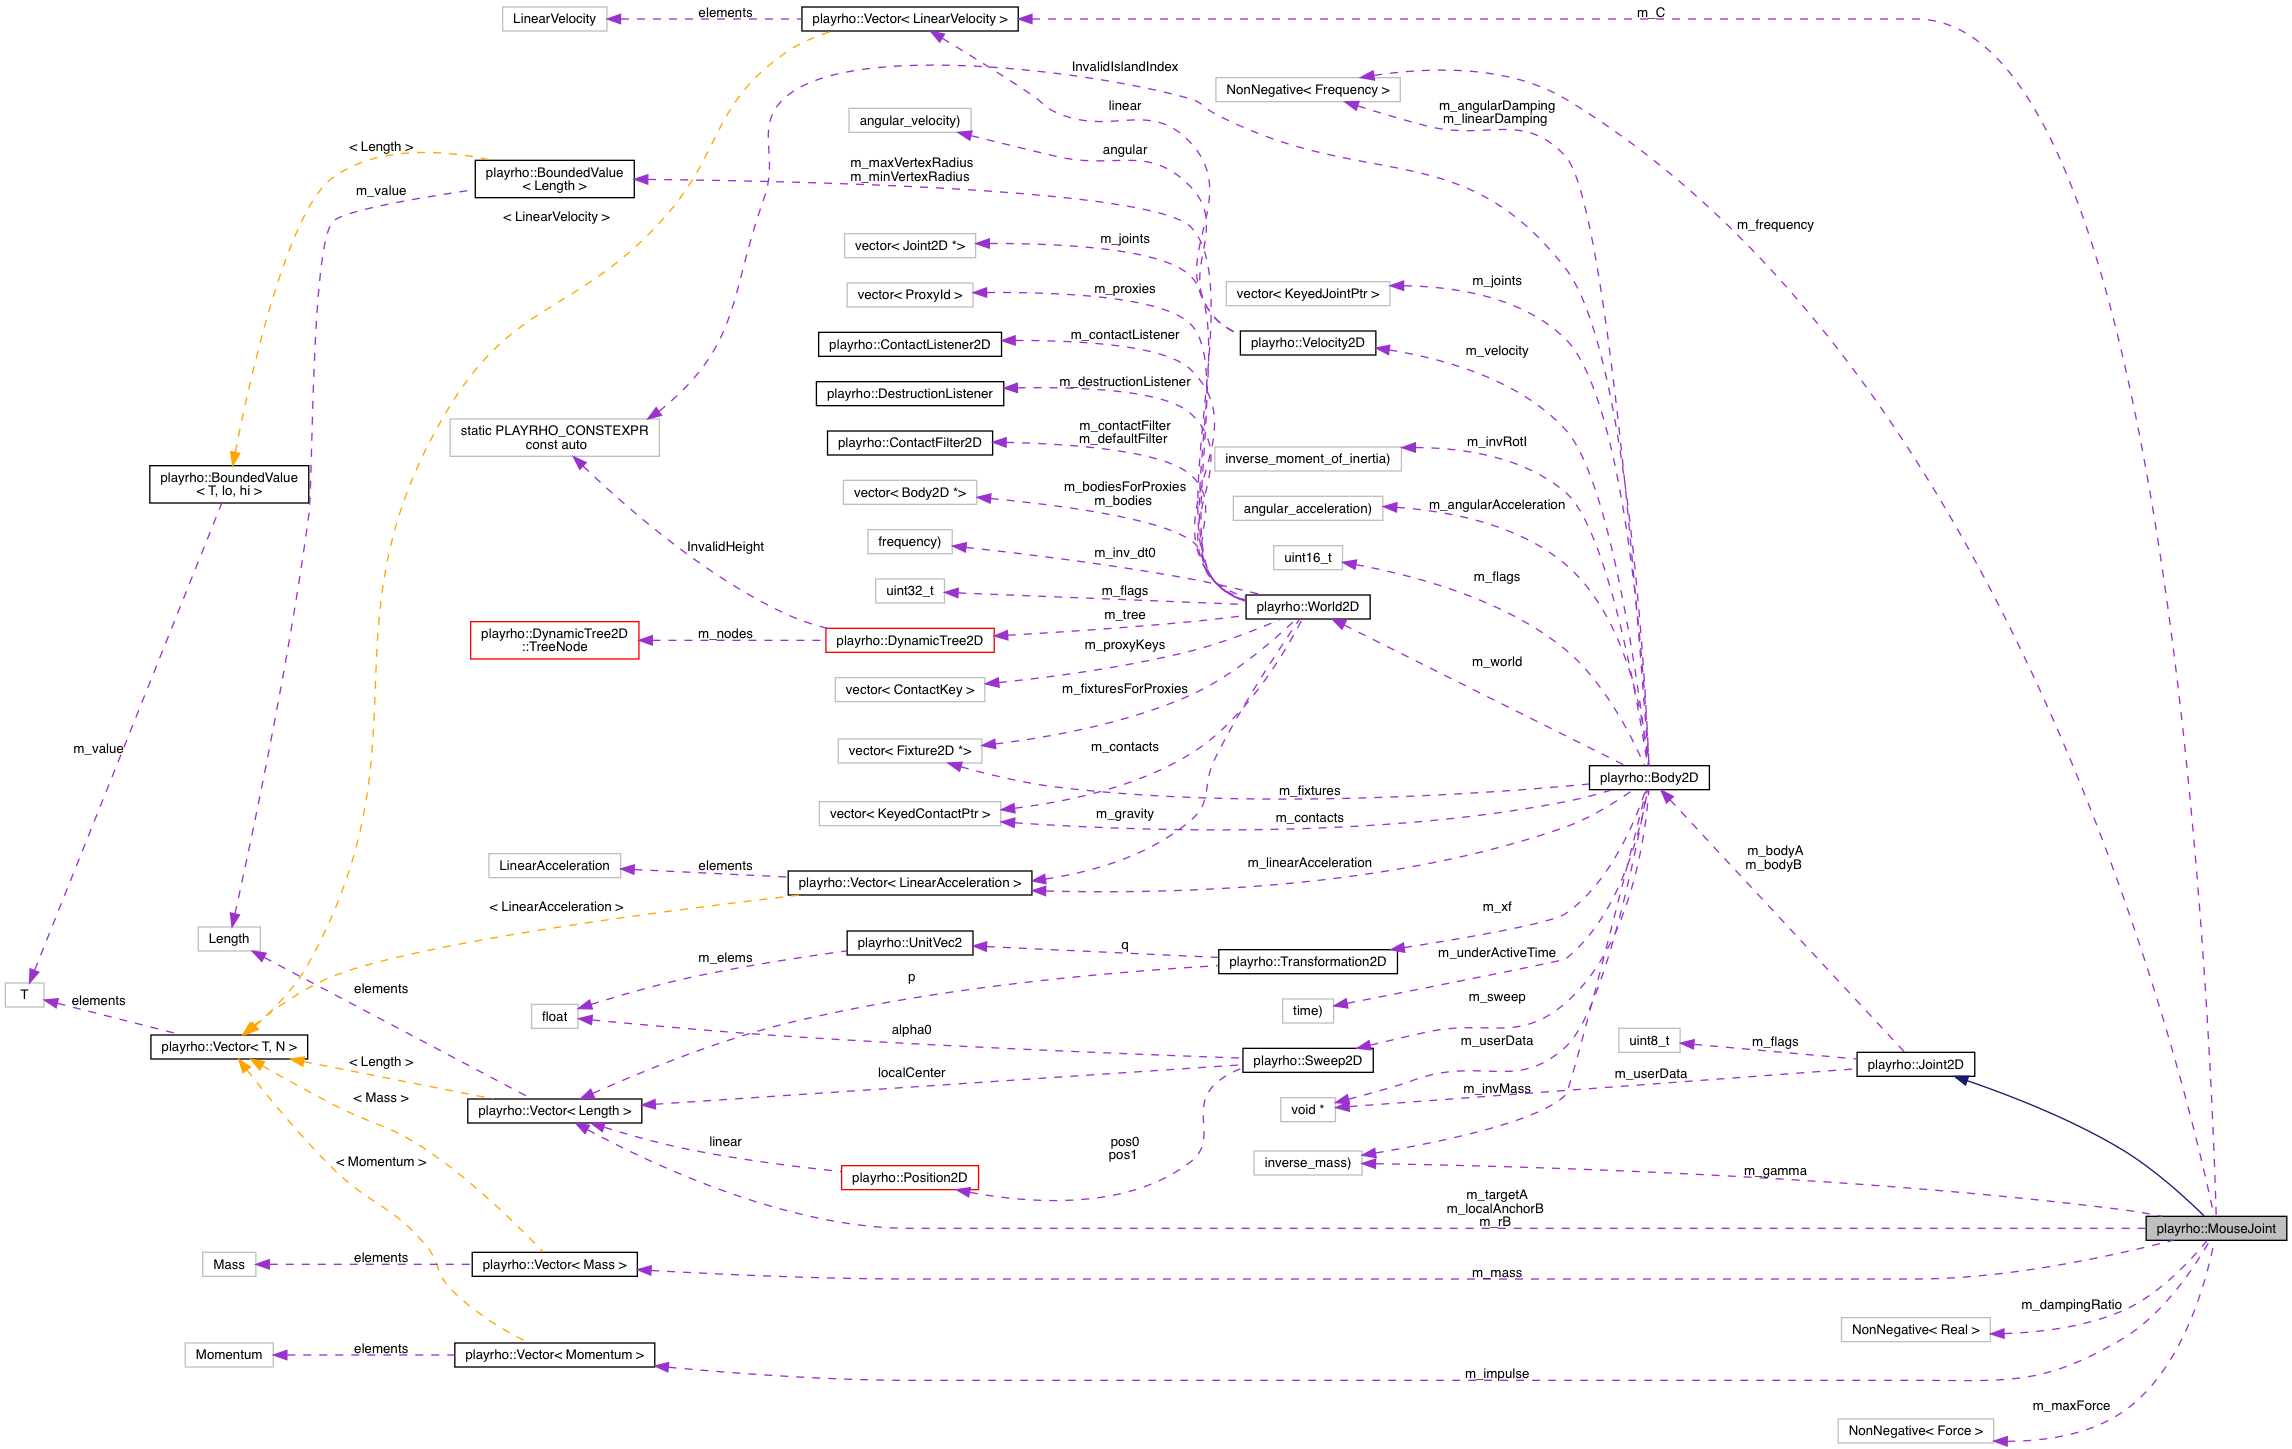 LinearVelocity
elements
playrho::Vector< LinearVelocity >
m_C
InvalidIslandIndex
NonNegative< Frequency >
linear
m_angularDamping
m_linearDamping
angular_velocity)
< Length >
angular
playrho::BoundedValue
< Length >
m_maxVertexRadius
m_minVertexRadius
m_value
< LinearVelocity >
m_frequency
vector< Joint2D *>
m_joints
vector< ProxyId >
m_proxies
vector< KeyedJointPtr >
m_joints
playrho::ContactListener2D
m_contactListener
playrho::Velocity2D
m_velocity
playrho::DestructionListener
m_destructionListener
static PLAYRHO_CONSTEXPR
const auto
playrho::ContactFilter2D
m_contactFilter
m_defaultFilter
inverse_moment_of_inertia)
m_invRotI
playrho::BoundedValue
< T, lo, hi >
vector< Body2D *>
m_bodiesForProxies
m_bodies
angular_acceleration)
m_angularAcceleration
InvalidHeight
frequency)
m_inv_dt0
uint16_t
m_flags
uint32_t
m_flags
playrho::World2D
playrho::DynamicTree2D
::TreeNode
m_nodes
playrho::DynamicTree2D
m_tree
m_proxyKeys
m_world
vector< ContactKey >
m_fixturesForProxies
m_value
vector< Fixture2D *>
m_contacts
playrho::Body2D
m_fixtures
vector< KeyedContactPtr >
m_gravity
m_contacts
LinearAcceleration
elements
playrho::Vector< LinearAcceleration >
m_linearAcceleration
m_bodyA
m_bodyB
< LinearAcceleration >
m_xf
Length
playrho::UnitVec2
q
playrho::Transformation2D
m_underActiveTime
m_elems
p
T
elements
elements
float
time)
m_sweep
alpha0
playrho::Vector< T, N >
< Length >
playrho::Sweep2D
m_userData
uint8_t
m_flags
playrho::Joint2D
localCenter
m_userData
m_invMass
< Mass >
playrho::Vector< Length >
void *
linear
pos0
pos1
< Momentum >
playrho::Position2D
inverse_mass)
m_gamma
m_targetA
m_localAnchorB
m_rB
playrho::MouseJoint
Mass
elements
playrho::Vector< Mass >
m_mass
m_dampingRatio
NonNegative< Real >
Momentum
elements
playrho::Vector< Momentum >
m_impulse
m_maxForce
NonNegative< Force >